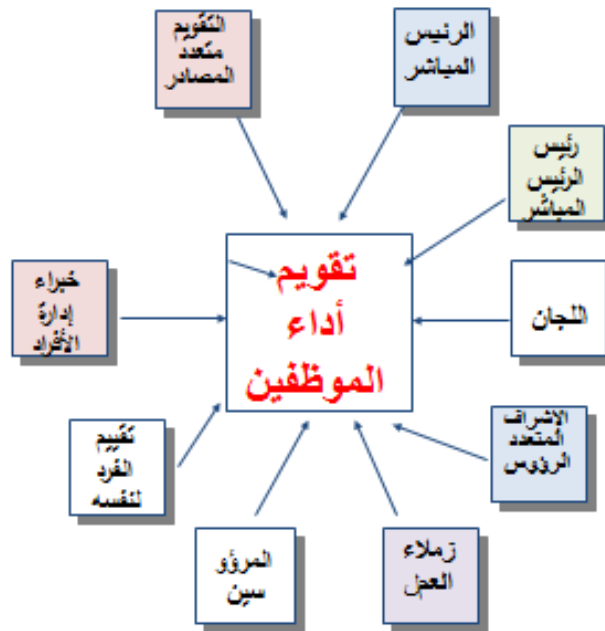 التقويم
متعدد
المصادر
الرئيس
المباشر
رئيس
الرئيس
المباشر
تقويم
أداء
الموظفين
خبراء
إدارة
الأفراد
اللجان
الإشراف
المتعدد
الرؤوس
تقييم
الفرد
لنفسه
المرؤو
سين
زملاء
العمل